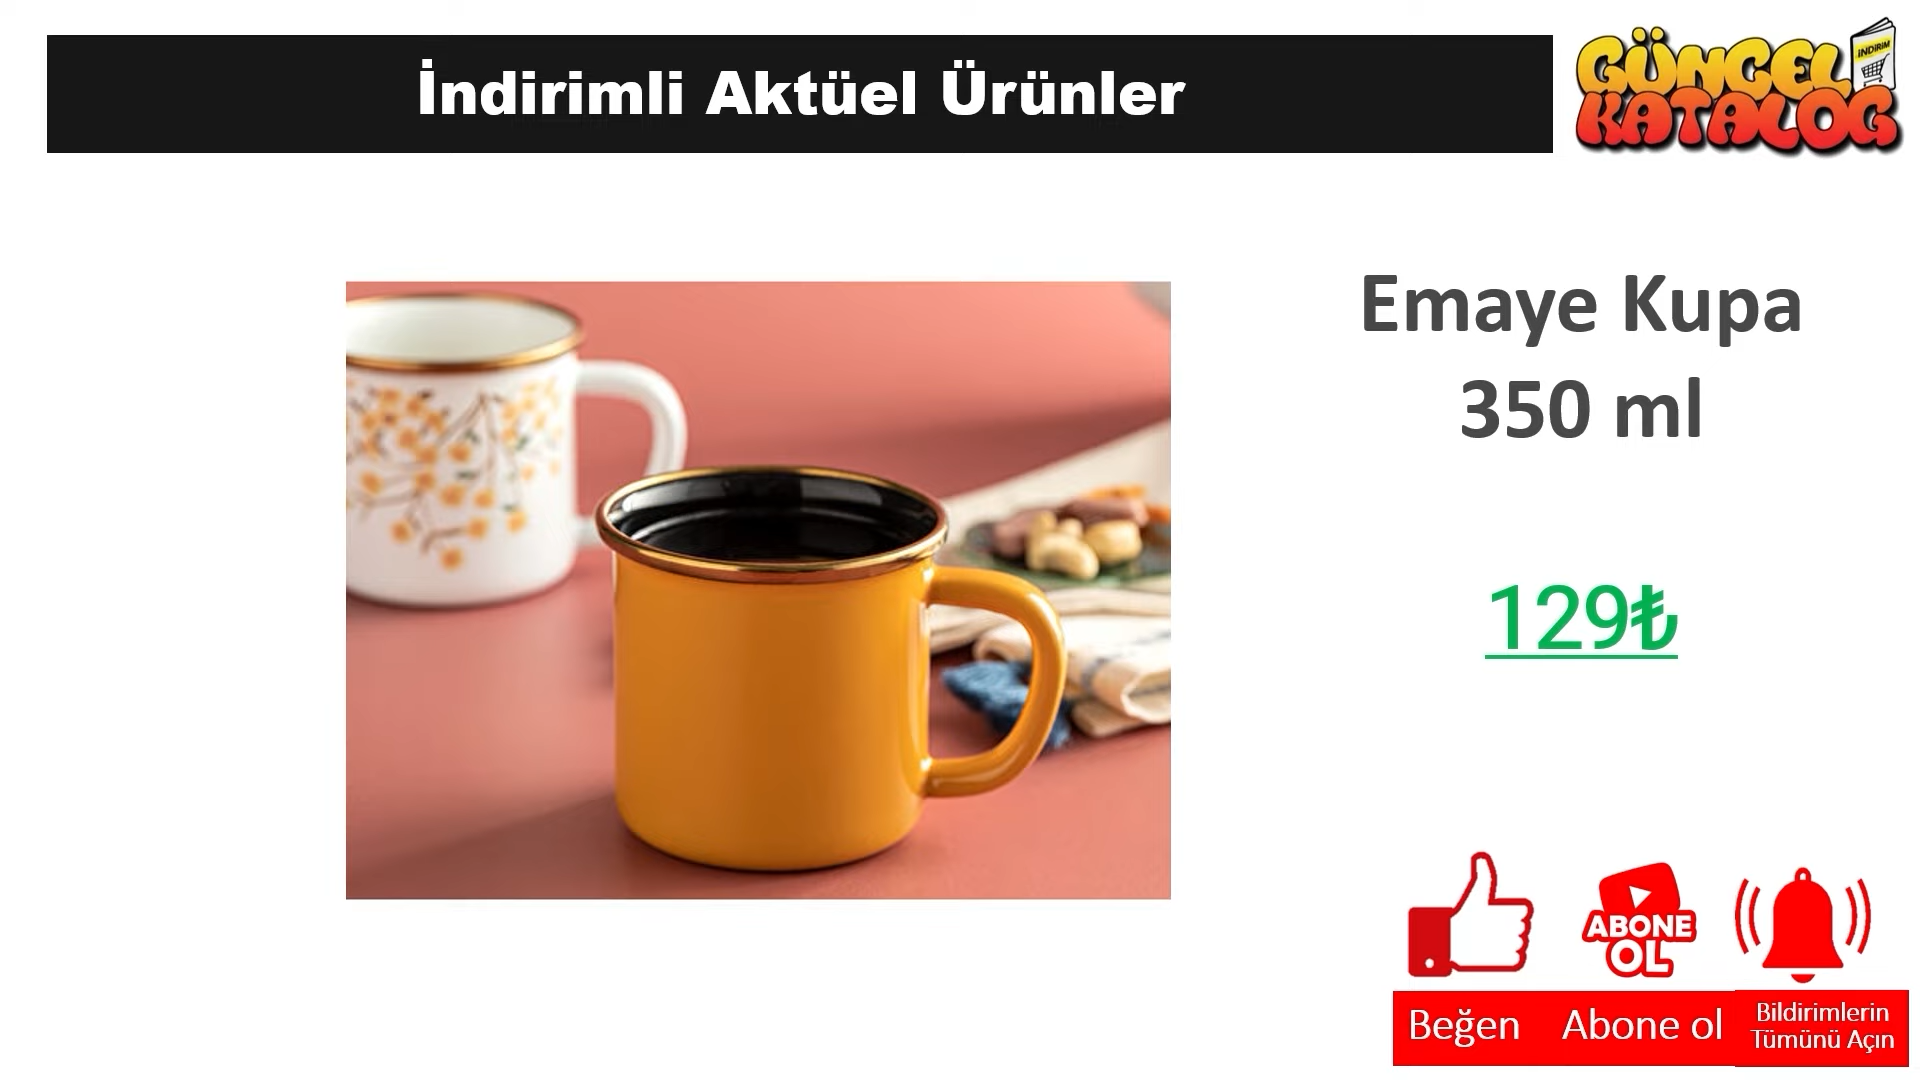 İndirimli Aktüel Ürünler
GÜNCEL
KATALOG
İNDİRİM
Emaye Kupa
350 ml
129₺
ABONE
OL
Beğen
Abone ol
Bildirimlerin
Tümünü Açın